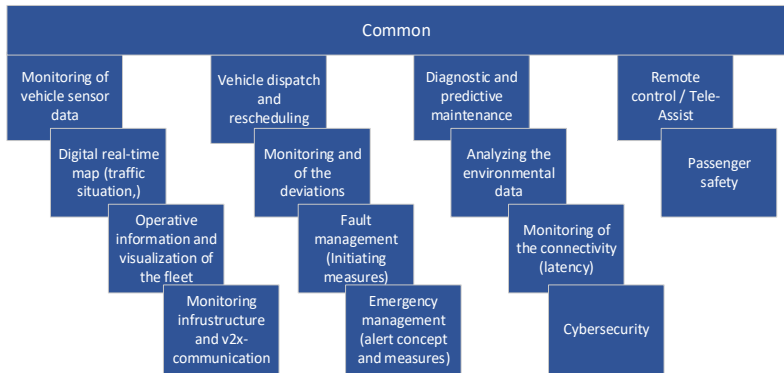 Common
Monitoring of
vehicle sensor
data
Digital real-time
map (traffic
situation,)
Operative
information and
visualization of
the fleet
Monitoring
infrustructure
and v2x-
communication
Vehicle dispatch
and
rescheduling
Monitoring and
of the
deviations
Fault
management
(Initiating
measures)
Emergency
management
(alert concept
and measures)
Diagnostic and
predictive
maintenance
Analyzing the
environmental
data
Monitoring of
the connectivity
(latency)
Cybersecurity
Remote
control / Tele-
Assist
Passenger
safety